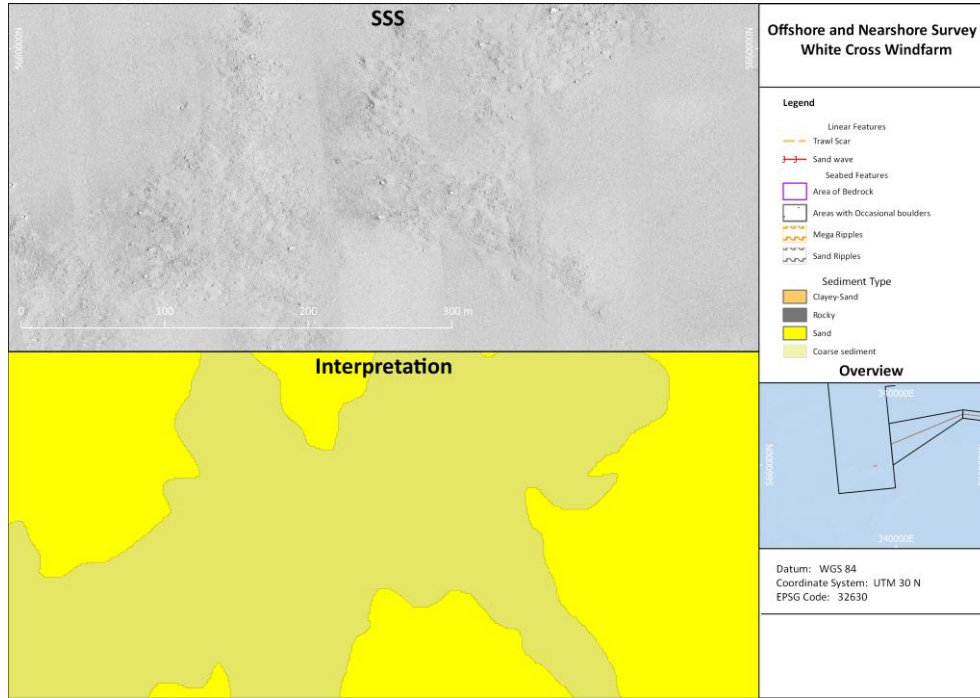 SSS
5660000N
5660000N
0 100 200 300 m
Interpretation
Offshore and Nearshore Survey
White Cross Windfarm
Legend
Linear Features
Trawl Scar
Sand wave
Seabed Features
Area of Bedrock
Areas with Occasional boulders
Mega Ripples
Sand Ripples
Sediment Type
Clayey-Sand
Rocky
Sand
Coarse sediment
Overview
340000E
5660000N
340000E
Datum: WGS 84
Coordinate System: UTM 30 N
EPSG Code: 32630